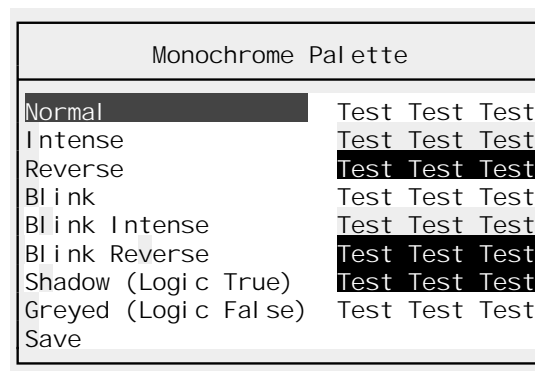 Monochrome Palette
Normal Test Test Test
Intense Test Test Test
Reverse Test Test Test
Blink Test Test Test
Blink Intense Test Test Test
Blink Reverse Test Test Test
Shadow (Logic True) Test Test Test
Greyed (Logic False) Test Test Test
Save